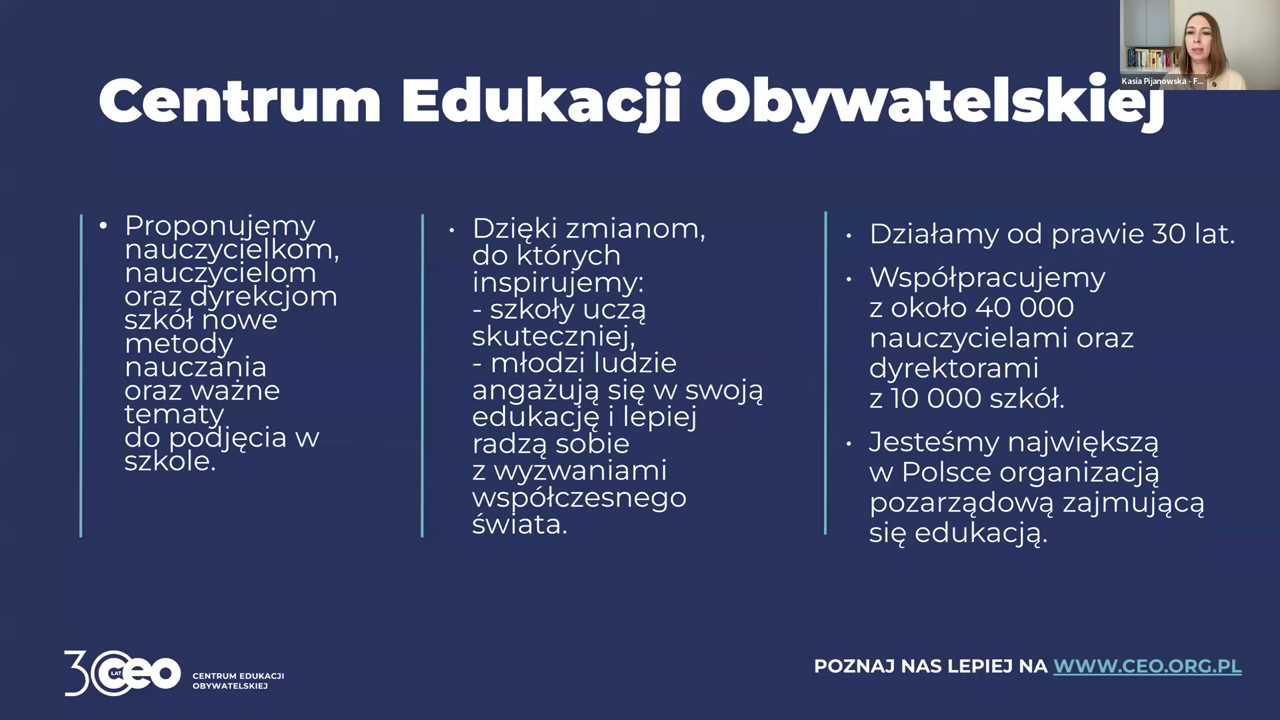 Centrum Edukacji Obywatelskiej
Kasia Pijanowska - F...
• Proponujemy
nauczycielkom,
nauczycielom
oraz dyrekcjom
szkół nowe
metody
nauczania
oraz ważne
tematy
do podjęcia w
szkole.
• Dzięki zmianom,
do których
inspirujemy:
- szkoły uczą
skuteczniej,
- młodzi ludzie
angażują się w swoją
edukację i lepiej
radzą sobie
z wyzwaniami
współczesnego
świata.
• Działamy od prawie 30 lat.
• Współpracujemy
z około 40 000
nauczycielami oraz
dyrektorami
z 10 000 szkół.
• Jesteśmy największą
w Polsce organizacją
pozarządową zajmującą
się edukacją.
30 LAT ceo
CENTRUM EDUKACJI
OBYWATELSKIEJ
POZNAJ NAS LEPIEJ NA WWW.CEO.ORG.PL